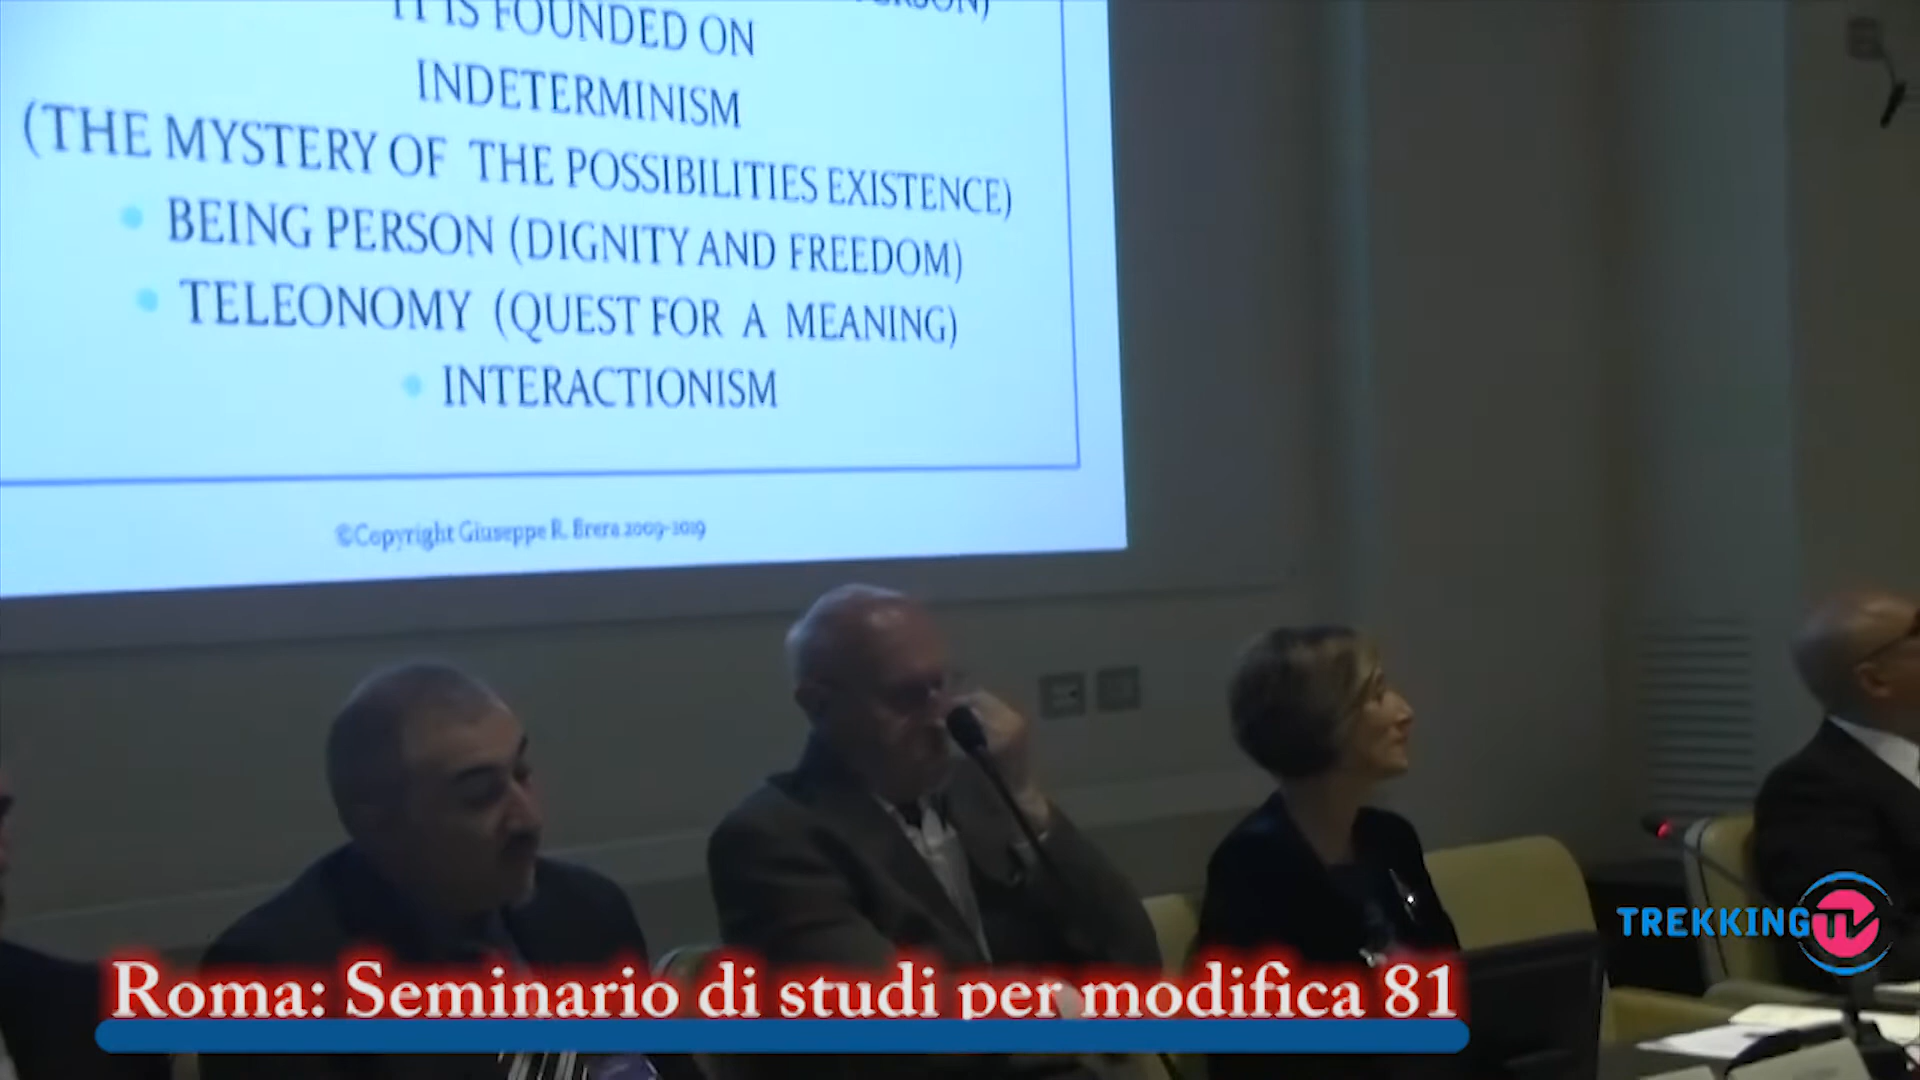 IT IS FOUNDED ON
INDETERMINISM
(THE MYSTERY OF THE POSSIBILITIES EXISTENCE)
BEING PERSON (DIGNITY AND FREEDOM)
TELEONOMY (QUEST FOR A MEANING)
INTERACTIONISM
©Copyright Giuseppe R. Brera 2009-2019
TREKKING TV
Roma: Seminario di studi per modifica 81